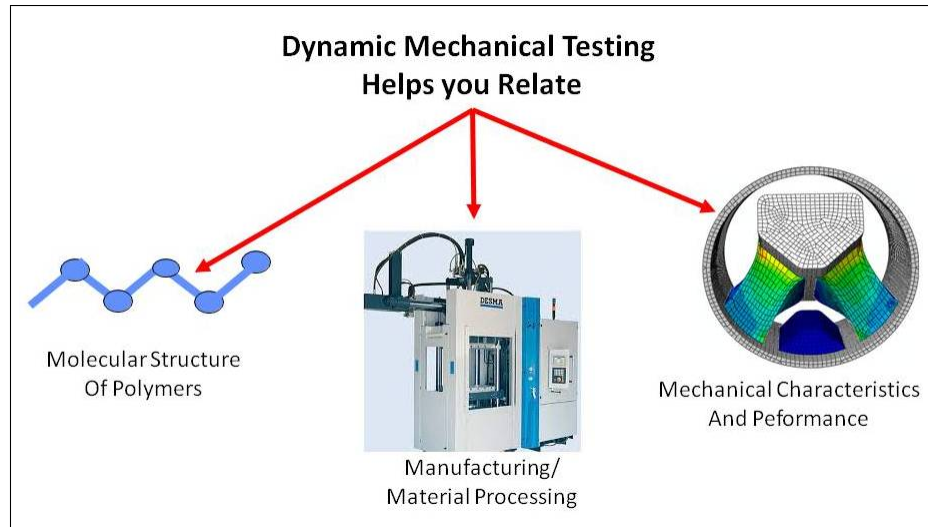 Dynamic Mechanical Testing
Helps you Relate
Molecular Structure
Of Polymers
DESMA
Manufacturing/
Material Processing
Mechanical Characteristics
And Peformance